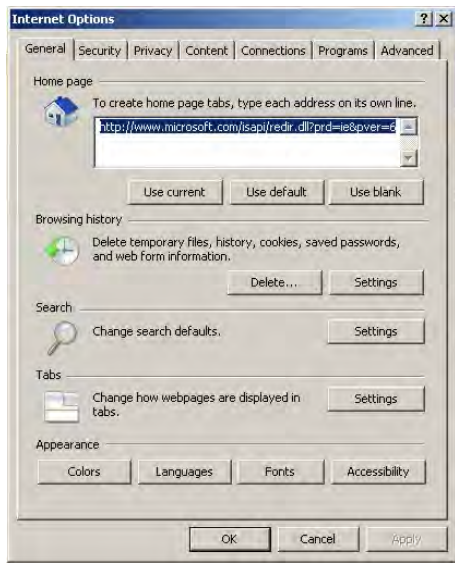 Internet Options
? X
General Security Privacy Content Connections Programs Advanced
Home page
To create home page tabs, type each address on its own line.
http://www.microsoft.com/isapi/redir.dll?prd=ie&pver=6
Use current Use default Use blank
Browsing history
Delete temporary files, history, cookies, saved passwords,
and web form information.
Delete... Settings
Search
Change search defaults.
Settings
Tabs
Change how webpages are displayed in
tabs.
Settings
Appearance
Colors Languages Fonts Accessibility
OK Cancel Apply